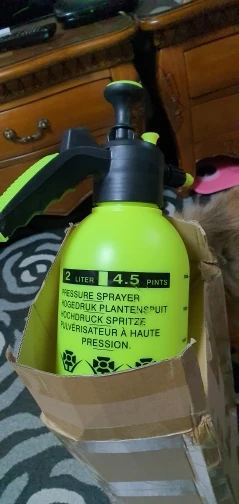 2 LITER 4.5 PINTS
PRESSURE SPRAYER
HOGEDRUK PLANTENSPUIT
HOCHDRUCK SPRITZE
PULVÉRISATEUR À HAUTE
PRESSION.